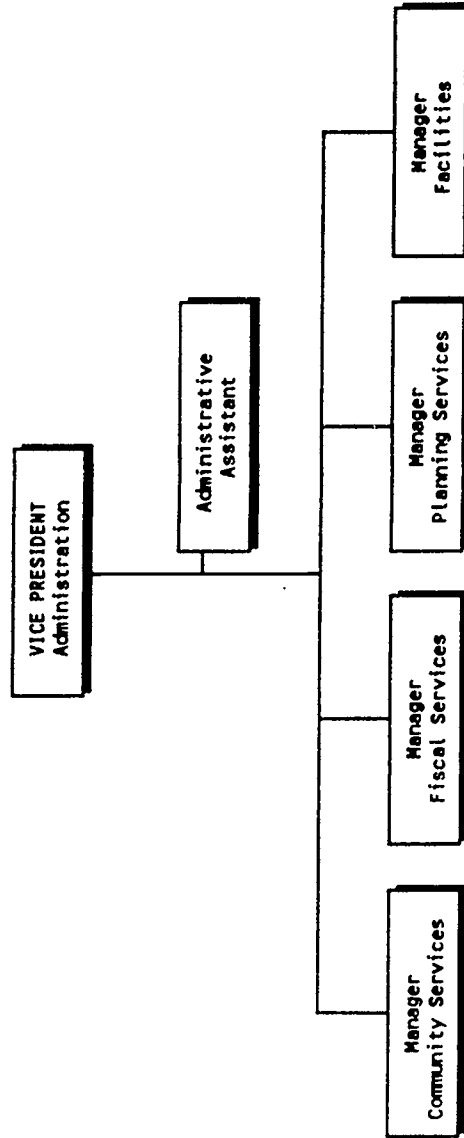 VICE PRESIDENT
Administration
Administrative
Assistant
Manager
Community Services
Manager
Fiscal Services
Manager
Planning Services
Manager
Facilities